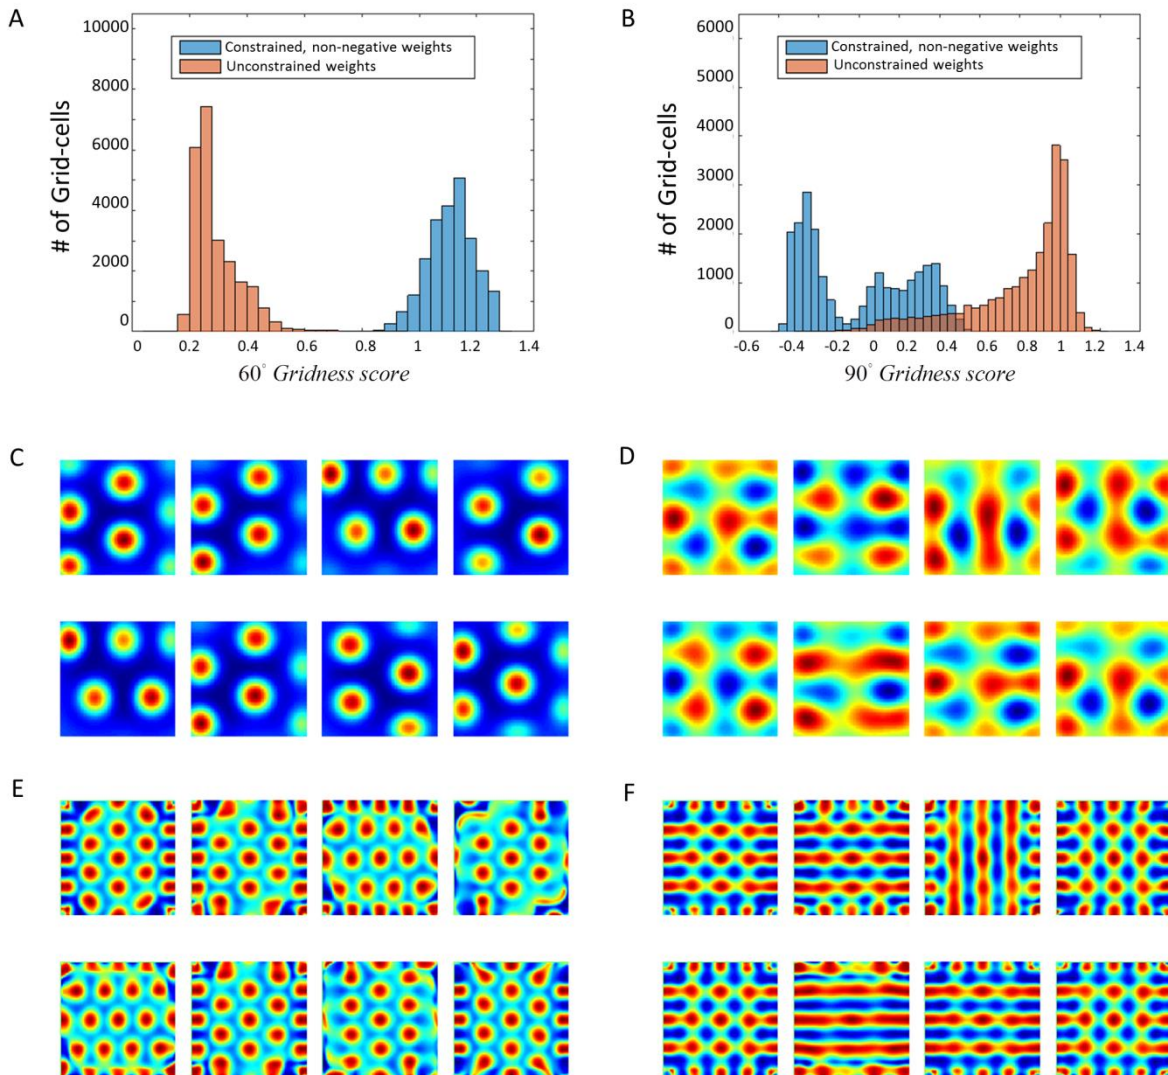 A
10000
8000
6000
4000
2000
0
# of Grid-cells
Constrained, non-negative weights
Unconstrained weights
0 0.2 0.4 0.6 0.8 1 1.2 1.4
60° Gridness score
B
6000
5000
4000
3000
2000
1000
0
# of Grid-cells
Constrained, non-negative weights
Unconstrained weights
-0.6 -0.4 -0.2 0 0.2 0.4 0.6 0.8 1 1.2 1.4
90° Gridness score
C
D
E
F